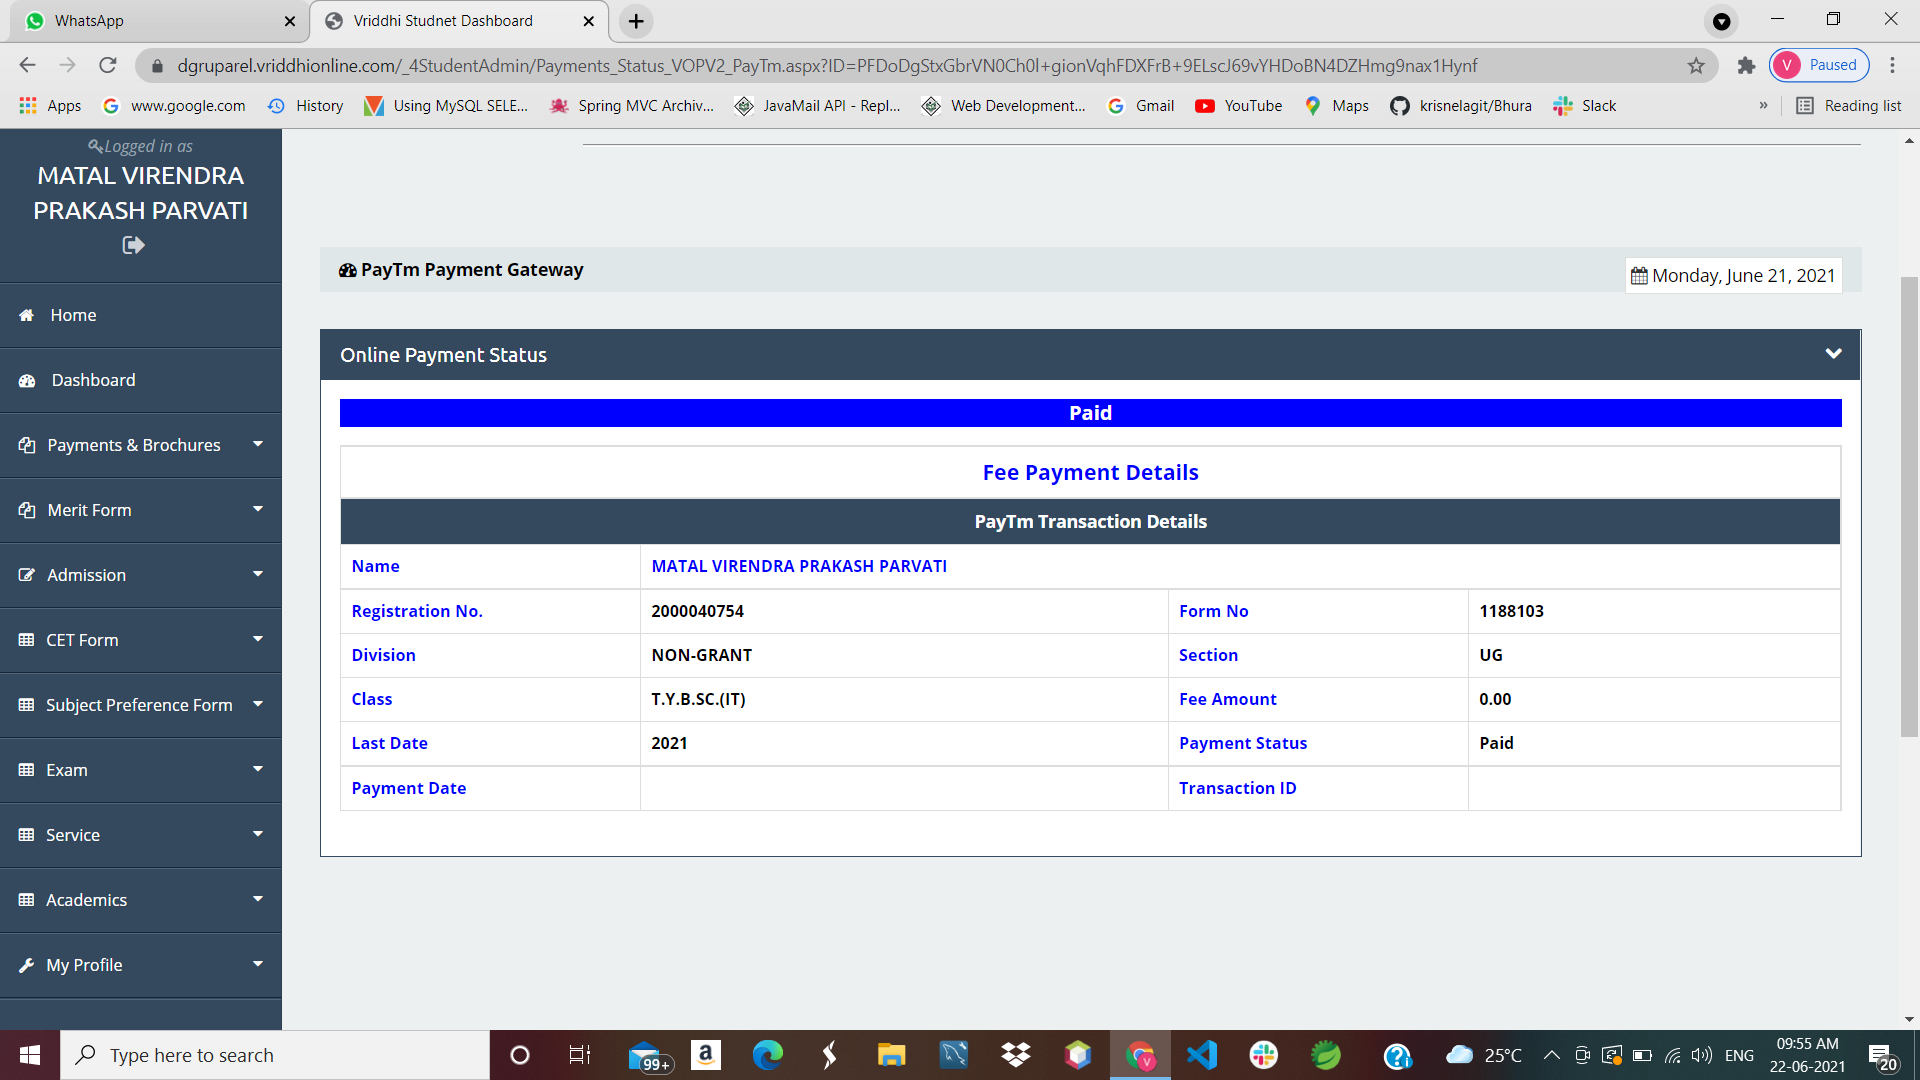 WhatsApp
Vriddhi Studnet Dashboard
dgruparel.vriddhionline.com/_4StudentAdmin/Payments_Status_VOPV2_PayTm.aspx?ID=PFDoDgStxGbrVN0Ch0I+gionVqhFDXFrB+9ELscJ69vYHDoBN4DZHmg9nax1Hynf
V Paused
Apps www.google.com History Using MySQL SELE... Spring MVC Archiv... JavaMail API - Repl... Web Development... Gmail YouTube Maps krisnelagit/Bhura Slack » Reading list
Logged in as
MATAL VIRENDRA
PRAKASH PARVATI
Home
Dashboard
Payments & Brochures
Merit Form
Admission
CET Form
Subject Preference Form
Exam
Service
Academics
My Profile
PayTm Payment Gateway
Monday, June 21, 2021
Online Payment Status
Paid
Fee Payment Details
PayTm Transaction Details
Name MATAL VIRENDRA PRAKASH PARVATI
Registration No. 2000040754 Form No 1188103
Division NON-GRANT Section UG
Class T.Y.B.SC.(IT) Fee Amount 0.00
Last Date 2021 Payment Status Paid
Payment Date Transaction ID
Type here to search
99+
25°C
ENG
09:55 AM
22-06-2021
20